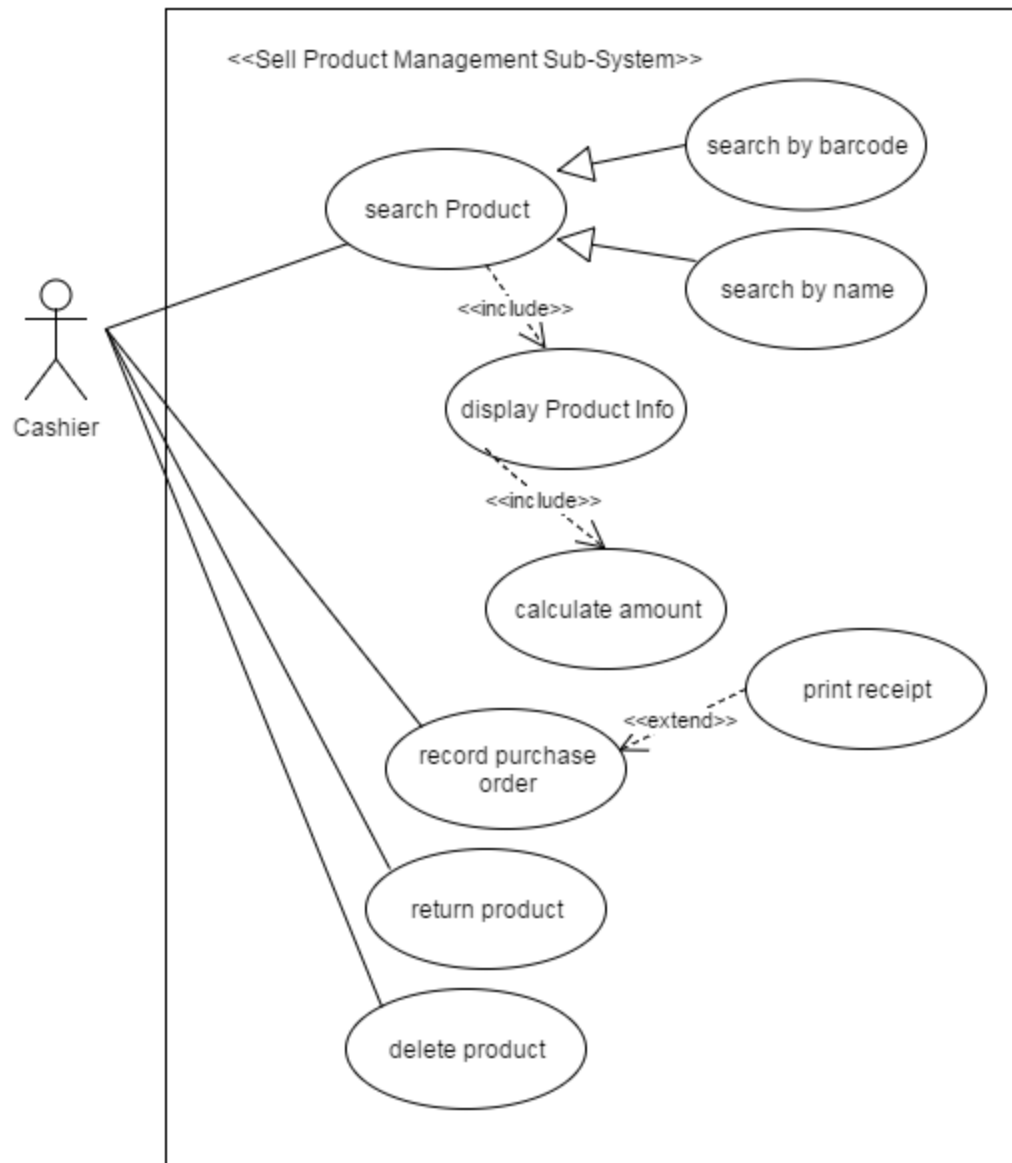 <<Sell Product Management Sub-System>>
search by barcode
search Product
search by name
<<include>>
display Product Info
Cashier
<<include>>
calculate amount
print receipt
<<extend>>
record purchase
order
return product
delete product